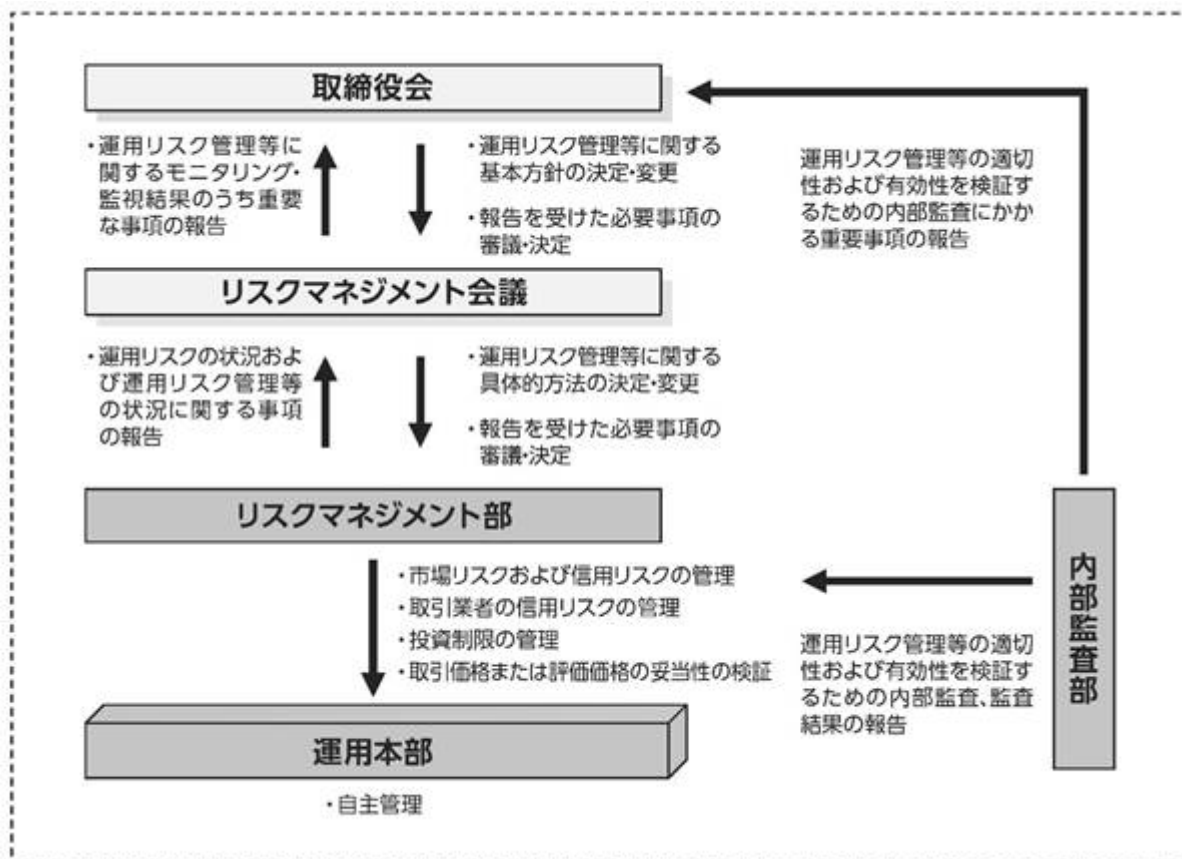 取締役会
・運用リスク管理等に
関するモニタリング・
監視結果のうち重要
な事項の報告
・運用リスク管理等に関する
基本方針の決定・変更
・報告を受けた必要事項の
審議・決定
運用リスク管理等の適切
性および有効性を検証す
るための内部監査にかか
る重要事項の報告
リスクマネジメント会議
・運用リスクの状況およ
び運用リスク管理等
の状況に関する事項
の報告
・運用リスク管理等に関する
具体的方法の決定・変更
・報告を受けた必要事項の
審議・決定
リスクマネジメント部
・市場リスクおよび信用リスクの管理
・取引業者の信用リスクの管理
・投資制限の管理
・取引価格または評価価格の妥当性の検証
運用リスク管理等の適切
性および有効性を検証す
るための内部監査、監査
結果の報告
内部監査部
運用本部
・自主管理